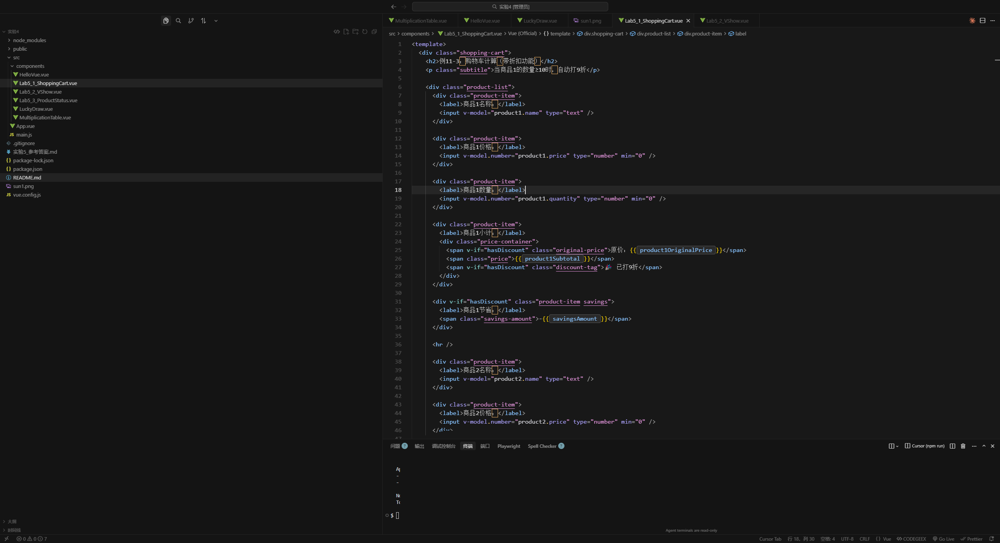 实验4 [管理员]
实验4
node_modules
public
src
components
HelloVue.vue
Lab5_1_ShoppingCart.vue
Lab5_2_VShow.vue
Lab5_3_ProductStatus.vue
LuckyDraw.vue
MultiplicationTable.vue
App.vue
JS main.js
.gitignore
实验5_参考答案.md
{} package-lock.json
{} package.json
README.md
sun1.png
JS vue.config.js
大纲
时间线
MultiplicationTable.vue HelloVue.vue LuckyDraw.vue sun1.png Lab5_1_ShoppingCart.vue Lab5_2_VShow.vue
src > components > Lab5_1_ShoppingCart.vue > Vue (Official) > {} template > div.shopping-cart > div.product-list > div.product-item > label
1 <template>
2 <div class="shopping-cart">
3 <h2>例11-3：购物车计算（带折扣功能）</h2>
4 <p class="subtitle">当商品1的数量≥10时，自动打9折</p>
5
6 <div class="product-list">
7 <div class="product-item">
8 <label>商品1名称：</label>
9 <input v-model="product1.name" type="text" />
10 </div>
11
12 <div class="product-item">
13 <label>商品1价格：</label>
14 <input v-model.number="product1.price" type="number" min="0" />
15 </div>
16
17 <div class="product-item">
18 <label>商品1数量：</label>
19 <input v-model.number="product1.quantity" type="number" min="0" />
20 </div>
21
22 <div class="product-item">
23 <label>商品1小计：</label>
24 <div class="price-container">
25 <span v-if="hasDiscount" class="original-price">原价：{{ product1OriginalPrice }}</span>
26 <span class="price">{{ product1Subtotal }}</span>
27 <span v-if="hasDiscount" class="discount-tag">🎉 已打9折</span>
28 </div>
29 </div>
30
31 <div v-if="hasDiscount" class="product-item savings">
32 <label>商品1节省：</label>
33 <span class="savings-amount">-{{ savingsAmount }}</span>
34 </div>
35
36 <hr />
37
38 <div class="product-item">
39 <label>商品2名称：</label>
40 <input v-model="product2.name" type="text" />
41 </div>
42
43 <div class="product-item">
44 <label>商品2价格：</label>
45 <input v-model.number="product2.price" type="number" min="0" />
46 </div>
47
问题 7 输出 调试控制台 终端 端口 Playwright Spell Checker 7
Cursor (npm run)
-
-
No
$
Agent terminals are read-only
0 0 7
Cursor Tab 行 18，列 30 空格: 4 UTF-8 CRLF {} Vue CODEGEEX Go Live Prettier